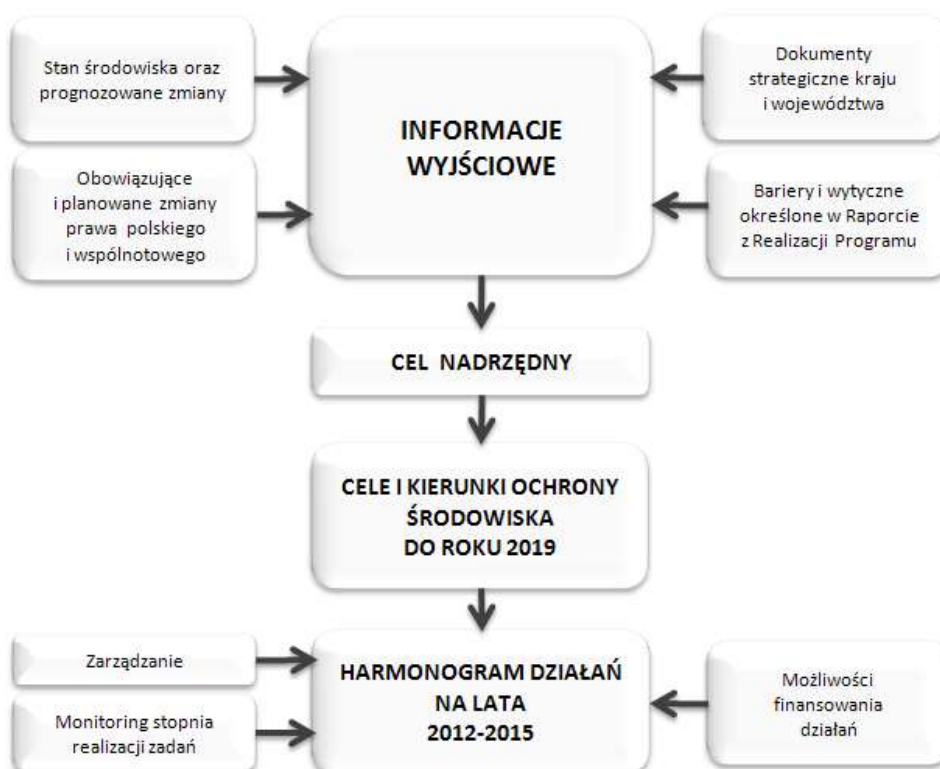 Stan środowiska oraz
prognozowane zmiany
Obowiązujące
i planowane zmiany
prawa polskiego
i wspólnotowego
INFORMACJE
WYJŚCIOWE
Dokumenty
strategiczne kraju
i województwa
Bariery i wytyczne
określone w Raporcie
z Realizacji Programu
CEL NADRZĘDNY
CELE I KIERUNKI OCHRONY
ŚRODOWISKA
DO ROKU 2019
Zarządzanie
Monitoring stopnia
realizacji zadań
HARMONOGRAM DZIAŁAŃ
NA LATA
2012-2015
Możliwości
finansowania
działań